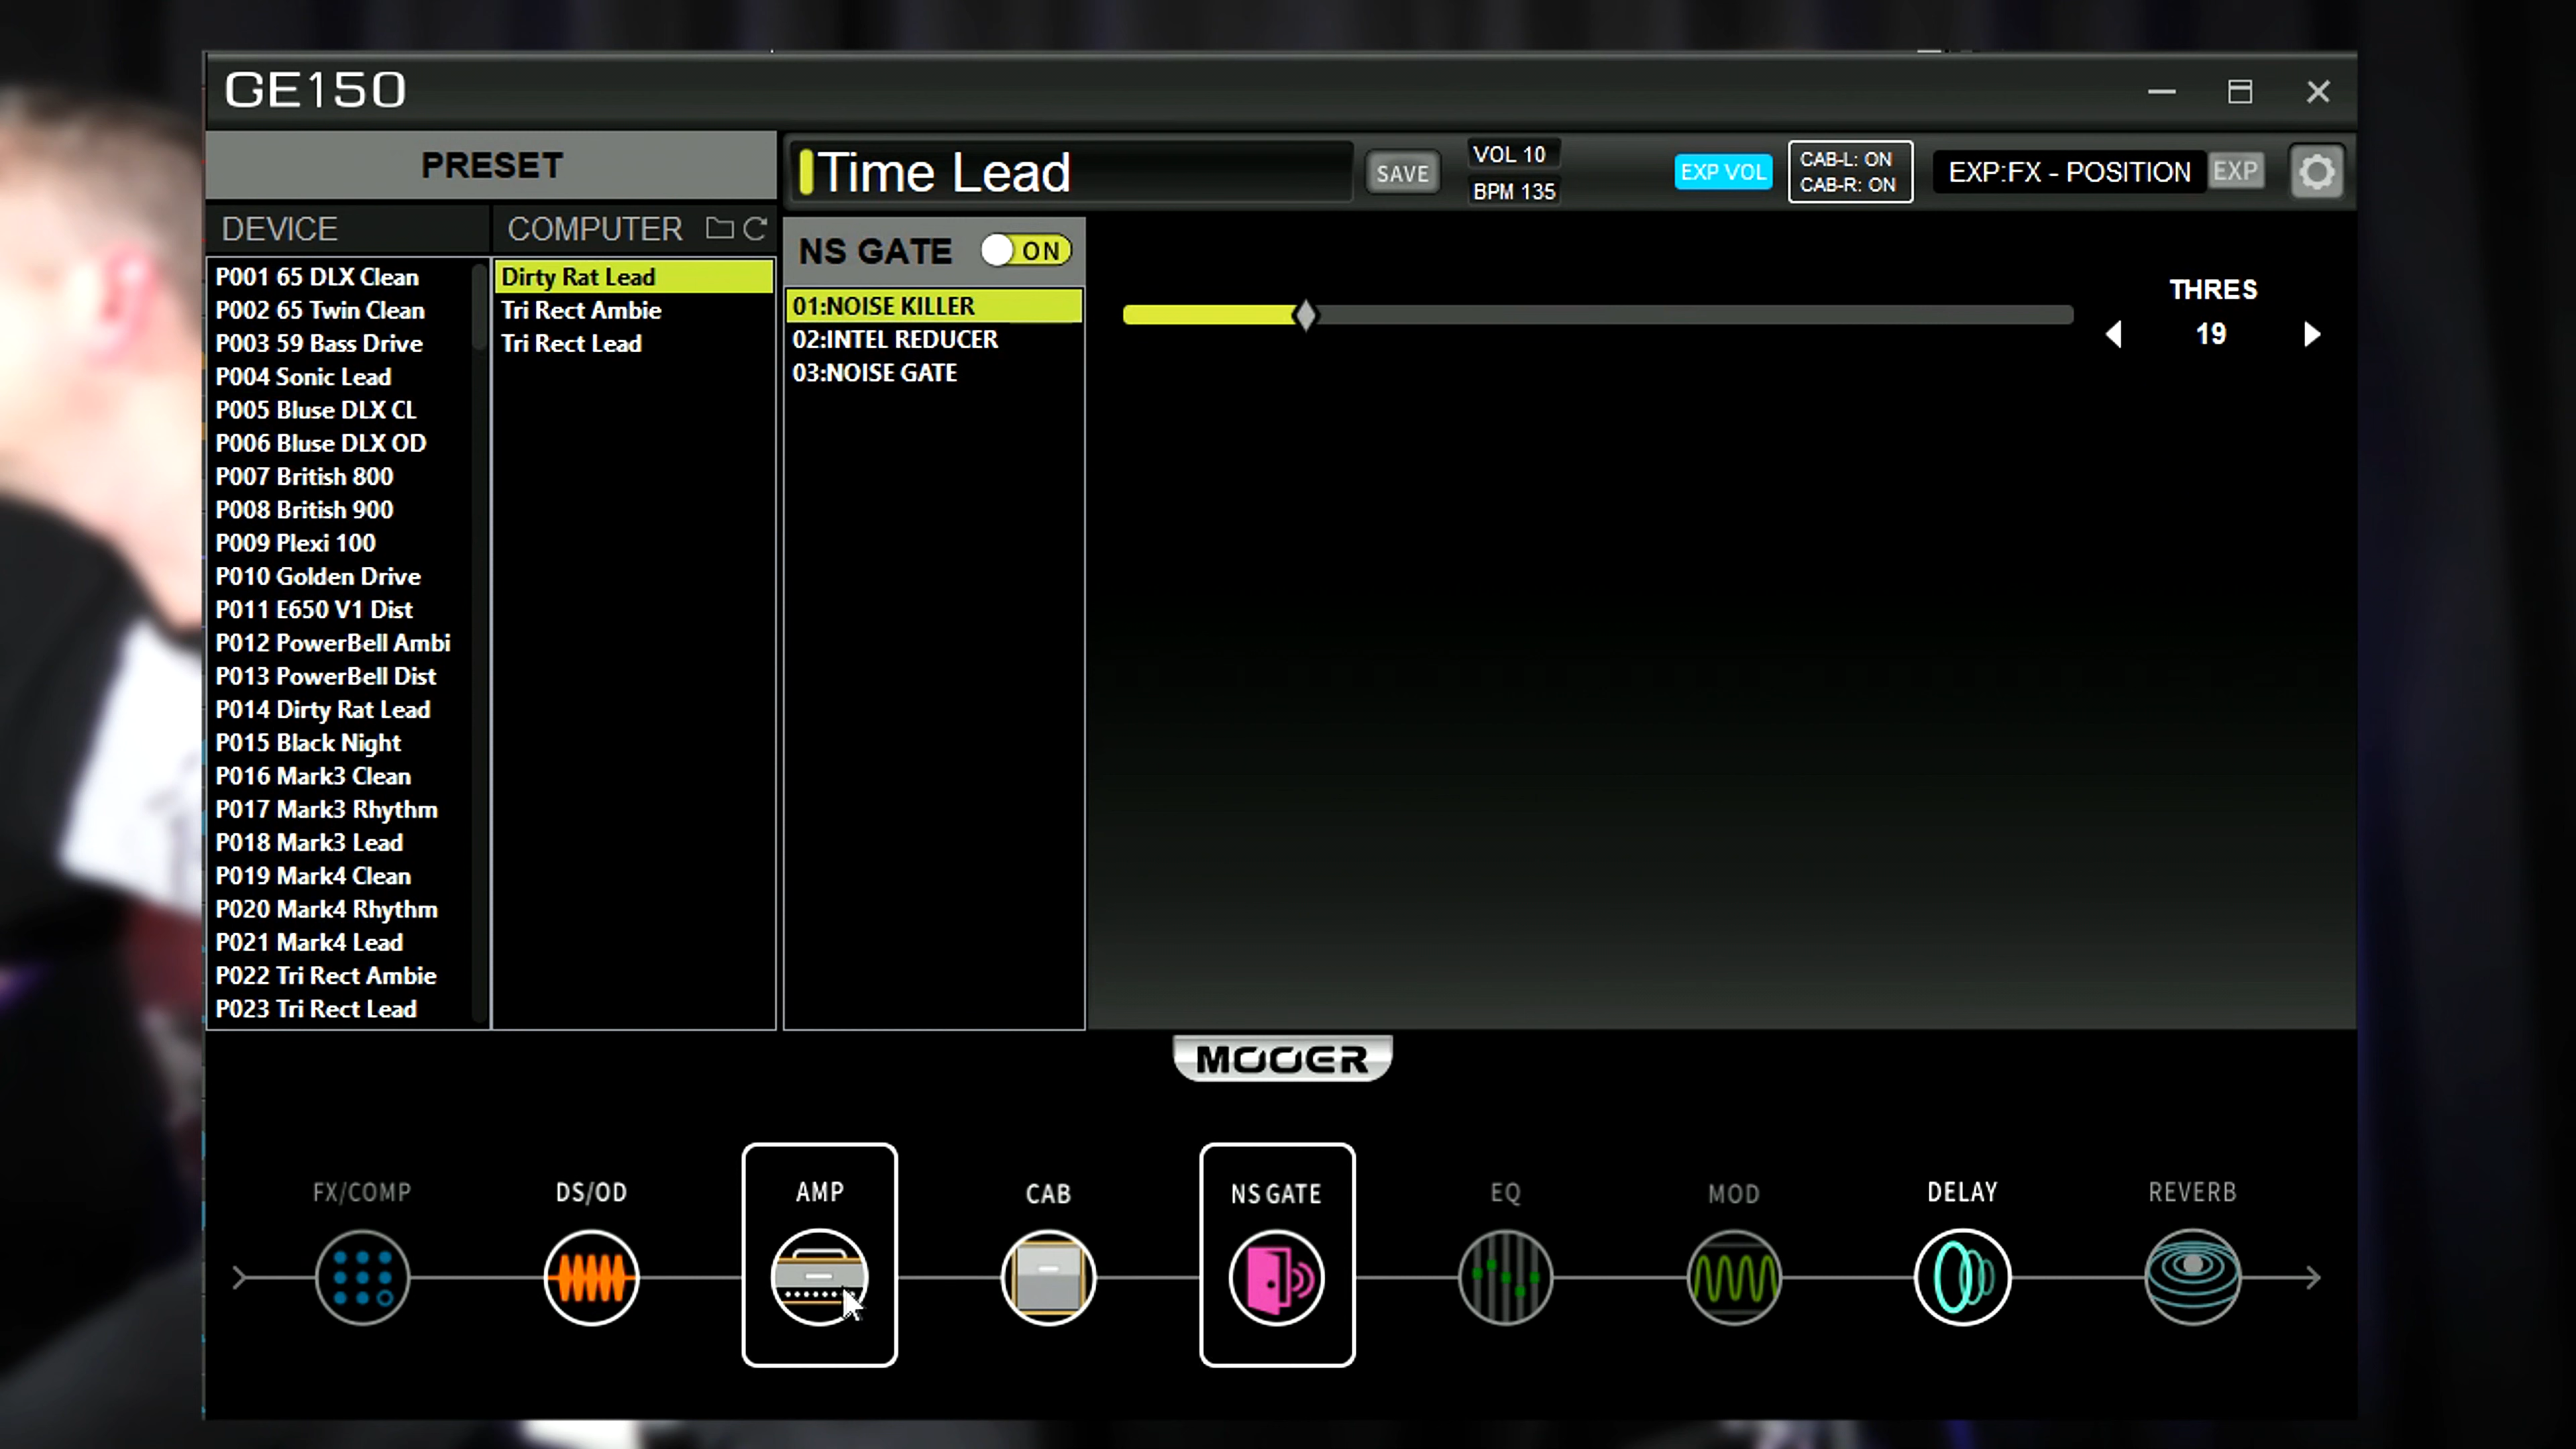 GE150
PRESET
Time Lead
SAVE
VOL 10
BPM 135
EXP VOL
CAB-L: ON
CAB-R: ON
EXP:FX - POSITION
EXP
DEVICE
COMPUTER
P001 65 DLX Clean
P002 65 Twin Clean
P003 59 Bass Drive
P004 Sonic Lead
P005 Bluse DLX CL
P006 Bluse DLX OD
P007 British 800
P008 British 900
P009 Plexi 100
P010 Golden Drive
P011 E650 V1 Dist
P012 PowerBell Ambi
P013 PowerBell Dist
P014 Dirty Rat Lead
P015 Black Night
P016 Mark3 Clean
P017 Mark3 Rhythm
P018 Mark3 Lead
P019 Mark4 Clean
P020 Mark4 Rhythm
P021 Mark4 Lead
P022 Tri Rect Ambie
P023 Tri Rect Lead
Dirty Rat Lead
Tri Rect Ambie
Tri Rect Lead
NS GATE
ON
01:NOISE KILLER
02:INTEL REDUCER
03:NOISE GATE
THRES
19
MOOER
FX/COMP
DS/OD
AMP
CAB
NS GATE
EQ
MOD
DELAY
REVERB